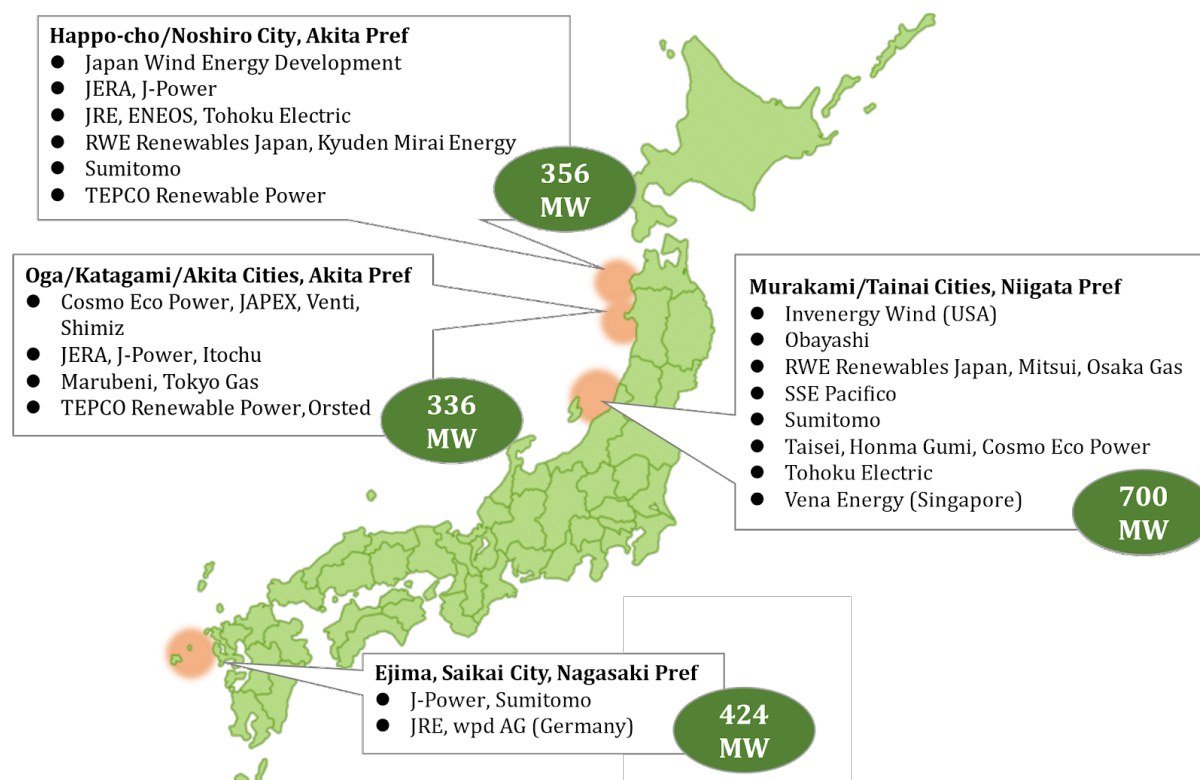 Happo-cho/Noshiro City, Akita Pref
● Japan Wind Energy Development
● JERA, J-Power
● JRE, ENEOS, Tohoku Electric
● RWE Renewables Japan, Kyuden Mirai Energy
● Sumitomo
● TEPCO Renewable Power
356
MW
Oga/Katagami/Akita Cities, Akita Pref
● Cosmo Eco Power, JAPEX, Venti,
Shimiz
● JERA, J-Power, Itochu
● Marubeni, Tokyo Gas
● TEPCO Renewable Power, Orsted
336
MW
Murakami/Tainai Cities, Niigata Pref
● Invenergy Wind (USA)
● Obayashi
● RWE Renewables Japan, Mitsui, Osaka Gas
● SSE Pacifico
● Sumitomo
● Taisei, Honma Gumi, Cosmo Eco Power
● Tohoku Electric
● Vena Energy (Singapore)
700
MW
Ejima, Saikai City, Nagasaki Pref
● J-Power, Sumitomo
● JRE, wpd AG (Germany)
424
MW